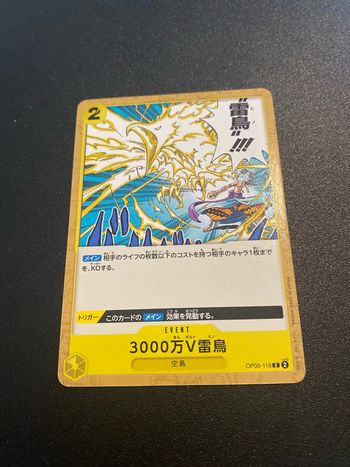 2
"雷鳥"!!!
メイン 相手のライフの枚数以下のコストを持つ相手のキャラ1枚まで
を、KOする。
トリガー このカードの メイン 効果を発動する。
EVENT
3000万V雷鳥
空島
OP05-116 C 2